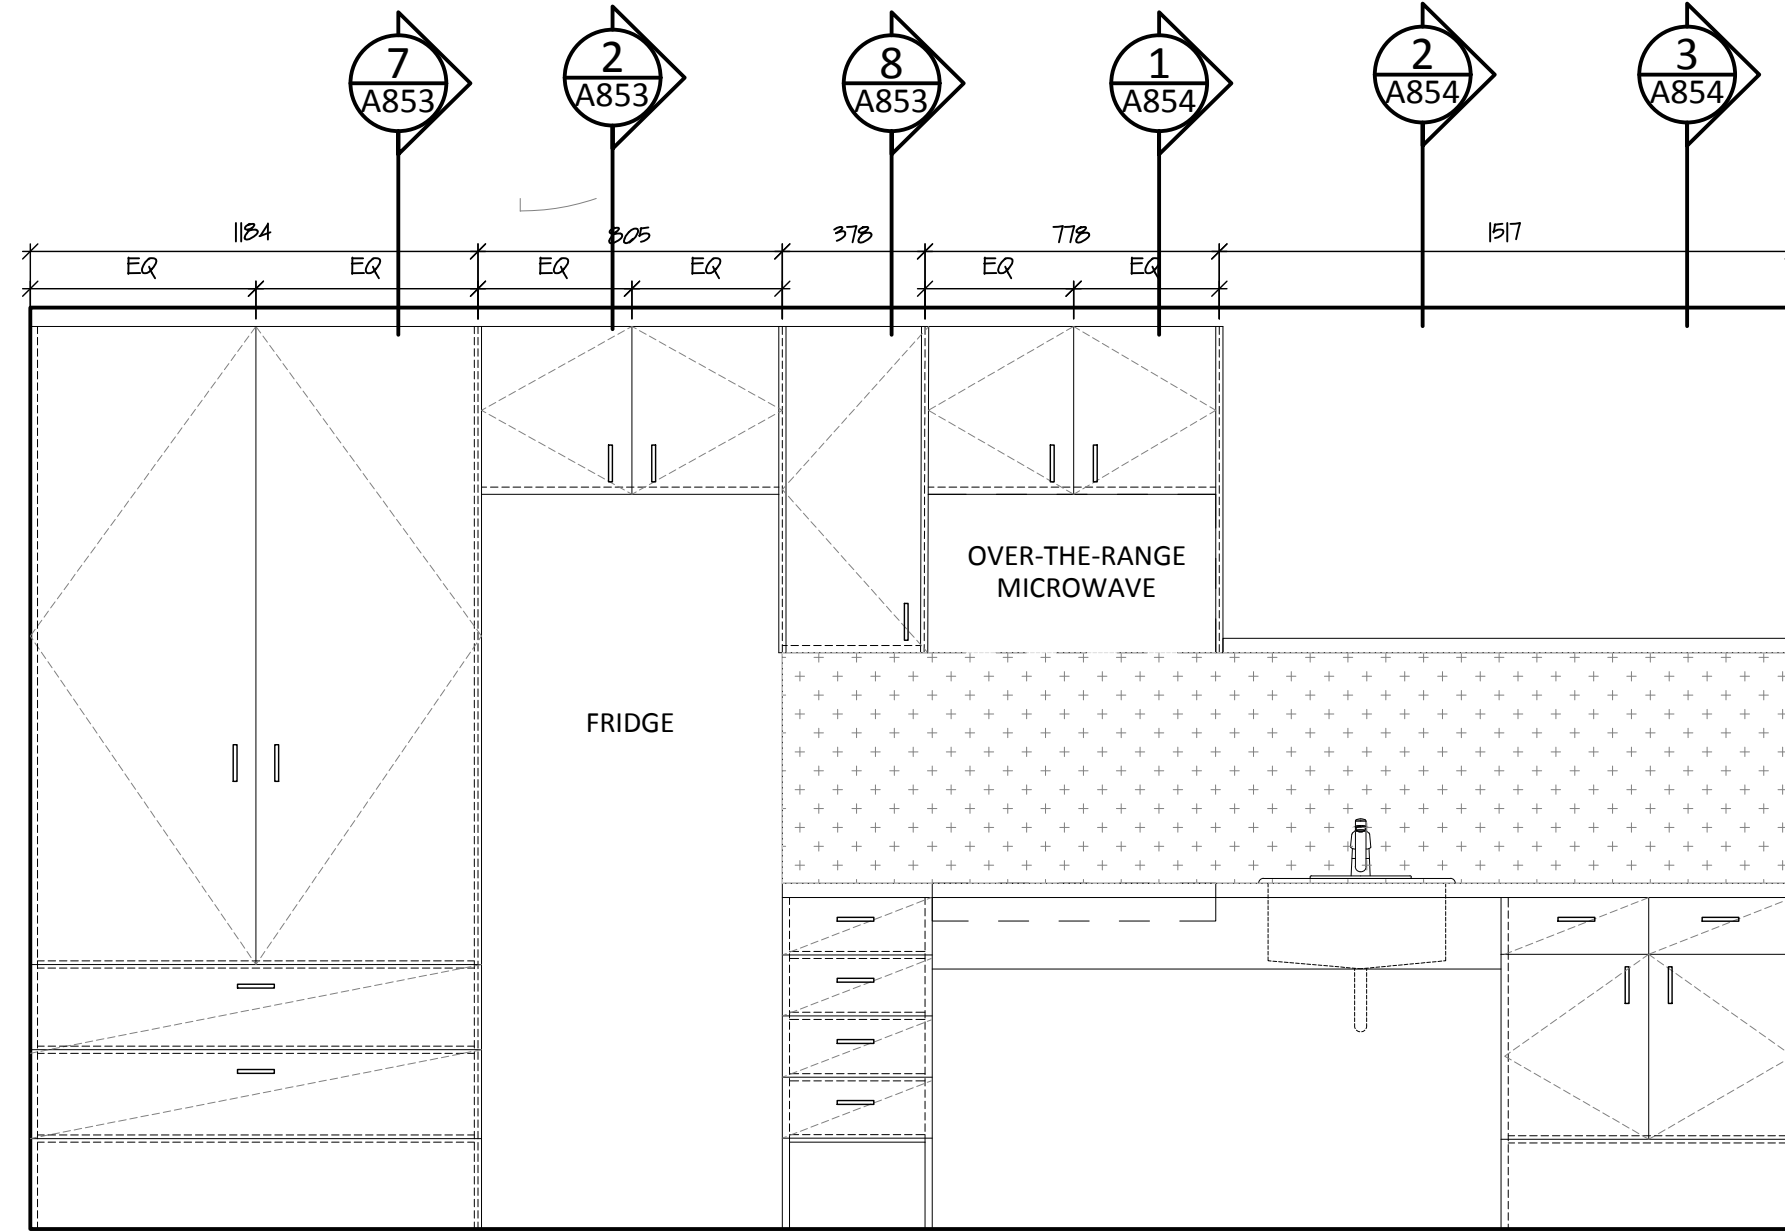 7
A853
2
A853
8
A853
1
A854
2
A854
3
A854
1184
805
378
778
1517
EQ EQ EQ EQ EQ EQ
OVER-THE-RANGE
MICROWAVE
FRIDGE